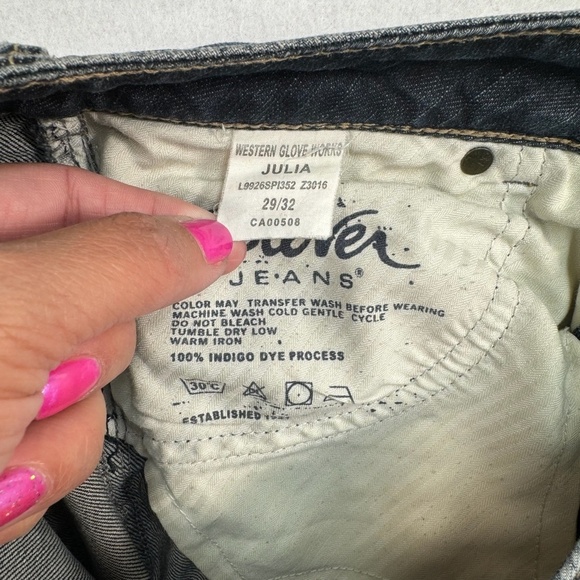 WESTERN GLOVE WORKS
JULIA
L9926SPI352 Z3016
29/32
CA00508
JEANS®
COLOR MAY TRANSFER WASH BEFORE WEARING
MACHINE WASH COLD GENTLE CYCLE
DO NOT BLEACH
TUMBLE DRY LOW
WARM IRON
100% INDIGO DYE PROCESS
30°C
ESTABLISHED